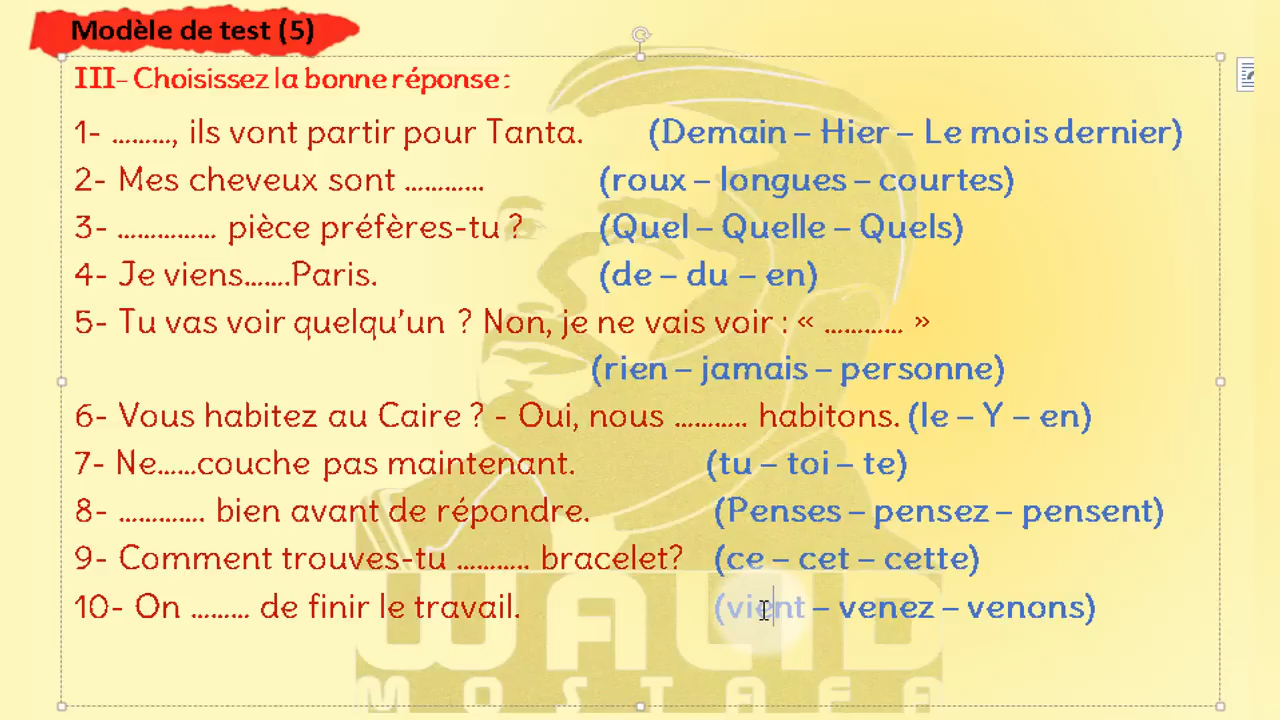 Modèle de test (5)
III- Choisissez la bonne réponse :
1- ………, ils vont partir pour Tanta. (Demain – Hier – Le mois dernier)
2- Mes cheveux sont ………… (roux – longues – courtes)
3- …………… pièce préfères-tu ? (Quel – Quelle – Quels)
4- Je viens…….Paris. (de – du – en)
5- Tu vas voir quelqu’un ? Non, je ne vais voir : « ………… »
(rien – jamais – personne)
6- Vous habitez au Caire ? - Oui, nous ……….. habitons. (le – Y – en)
7- Ne……couche pas maintenant. (tu – toi – te)
8- …………. bien avant de répondre. (Penses – pensez – pensent)
9- Comment trouves-tu ……….. bracelet? (ce – cet – cette)
10- On ……… de finir le travail. (vient – venez – venons)
WALID
MOSTAFA